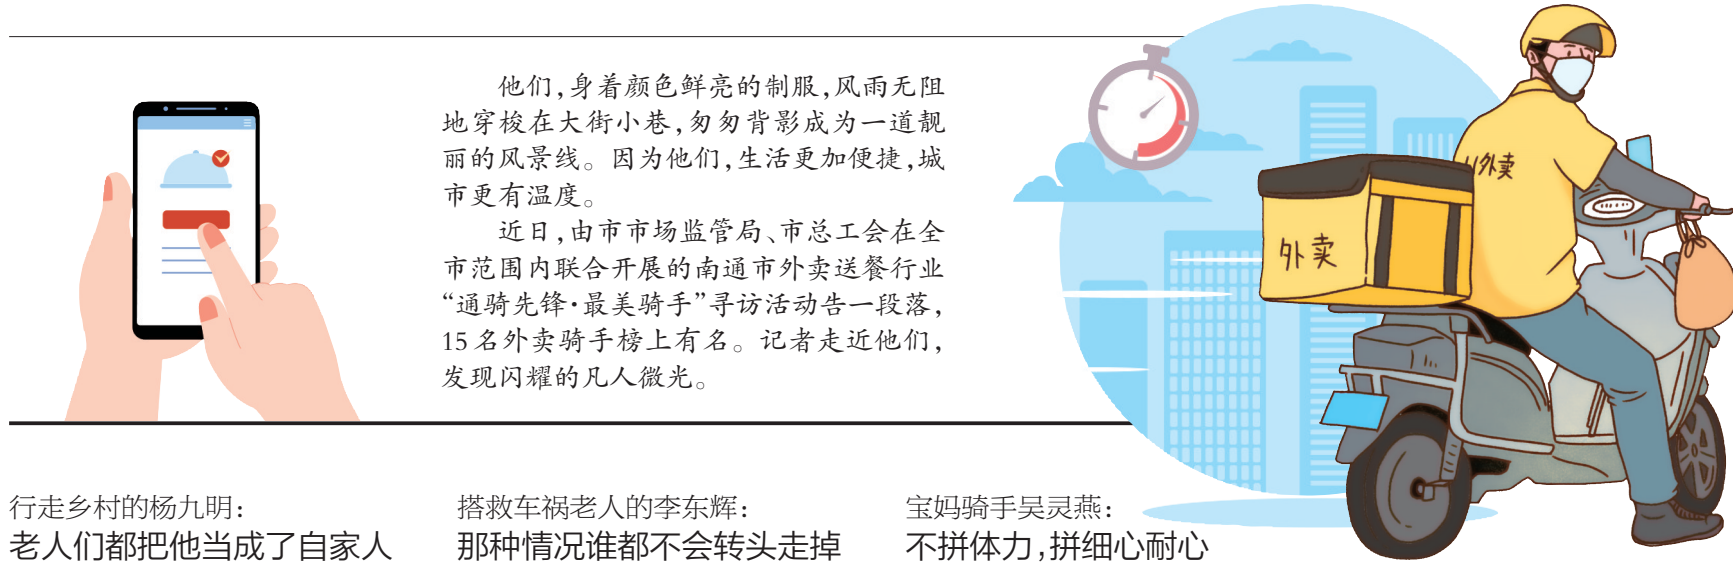 他们，身着颜色鲜亮的制服，风雨无阻
地穿梭在大街小巷，匆匆背影成为一道靓
丽的风景线。因为他们，生活更加便捷，城
市更有温度。
近日，由市市场监管局、市总工会在全
市范围内联合开展的南通市外卖送餐行业
“通骑先锋·最美骑手”寻访活动告一段落，
15名外卖骑手榜上有名。记者走近他们，
发现闪耀的凡人微光。
外卖
外卖
行走乡村的杨九明：
老人们都把他当成了自家人
搭救车祸老人的李东辉：
那种情况谁都不会转头走掉
宝妈骑手吴灵燕：
不拼体力，拼细心耐心